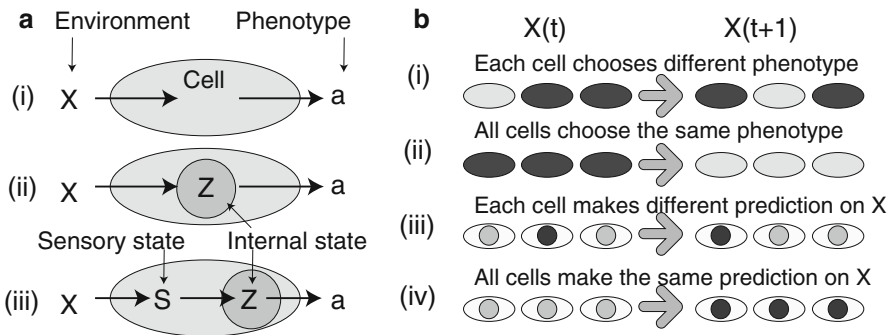 a Environment Phenotype
(i) X Cell a
(ii) X Z a
Sensory state Internal state
(iii) X S Z a
b X(t) X(t+1)
Each cell chooses different phenotype
(i)
All cells choose the same phenotype
(ii)
Each cell makes different prediction on X
(iii)
All cells make the same prediction on X
(iv)